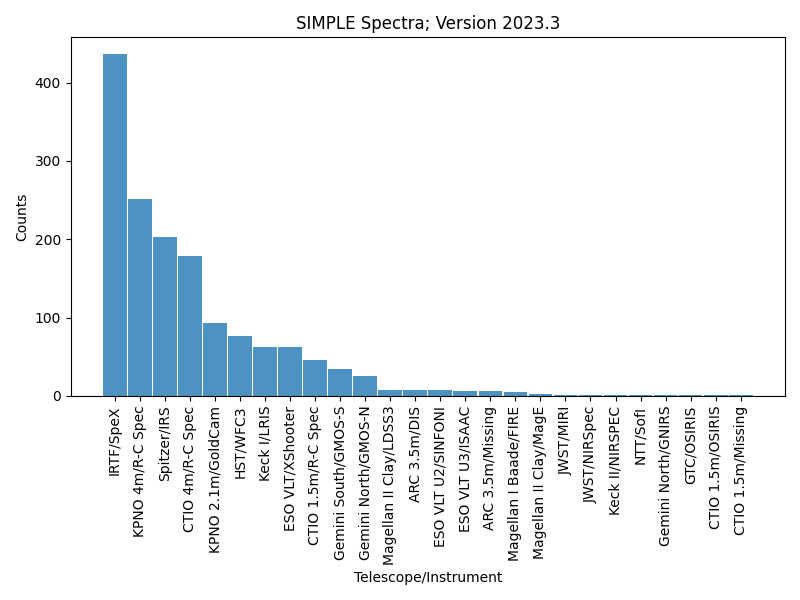 SIMPLE Spectra; Version 2023.3
Counts
400
300
200
100
0
IRTF/SpeX
KPNO 4m/R-C Spec
Spitzer/IRS
CTIO 4m/R-C Spec
KPNO 2.1m/GoldCam
HST/WFC3
Keck I/LRIS
ESO VLT/XShooter
CTIO 1.5m/R-C Spec
Gemini South/GMOS-S
Gemini North/GMOS-N
Magellan II Clay/LDSS3
ARC 3.5m/DIS
ESO VLT U2/SINFONI
ESO VLT U3/ISAAC
ARC 3.5m/Missing
Magellan I Baade/FIRE
Magellan II Clay/MagE
JWST/MIRI
JWST/NIRSpec
Keck II/NIRSPEC
NTT/SofI
Gemini North/GNIRS
GTC/OSIRIS
CTIO 1.5m/OSIRIS
CTIO 1.5m/Missing
Telescope/Instrument